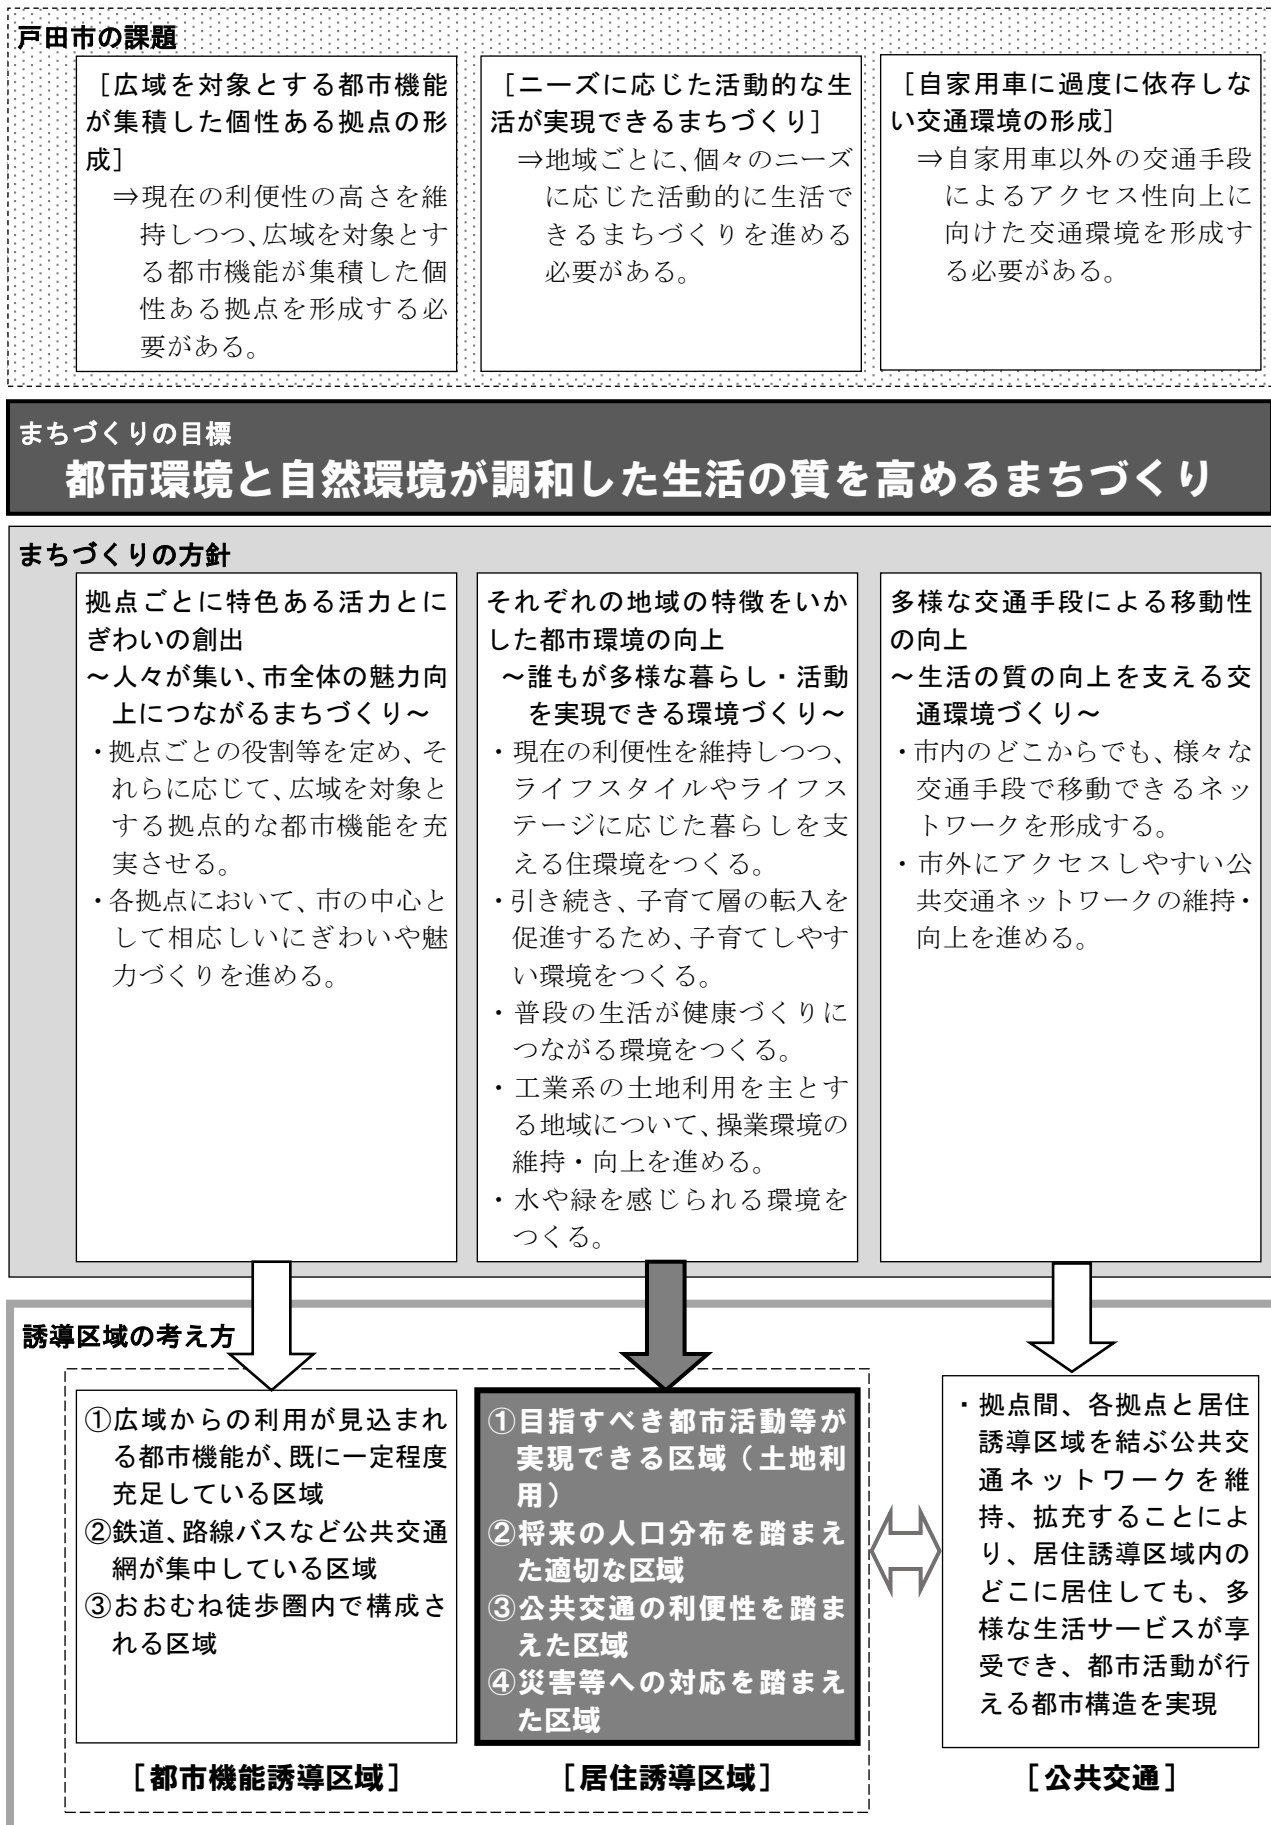 戸田市の課題
［広域を対象とする都市機能
が集積した個性ある拠点の形
成］
⇒現在の利便性の高さを維
持しつつ、広域を対象とす
る都市機能が集積した個
性ある拠点を形成する必
要がある。
［ニーズに応じた活動的な生
活が実現できるまちづくり］
⇒地域ごとに、個々のニーズ
に応じた活動的に生活で
きるまちづくりを進める
必要がある。
［自家用車に過度に依存しな
い交通環境の形成］
⇒自家用車以外の交通手段
によるアクセス性向上に
向けた交通環境を形成す
る必要がある。
まちづくりの目標
都市環境と自然環境が調和した生活の質を高めるまちづくり
まちづくりの方針
拠点ごとに特色ある活力とに
ぎわいの創出
～人々が集い、市全体の魅力向
上につながるまちづくり～
・拠点ごとの役割等を定め、そ
れらに応じて、広域を対象と
する拠点的な都市機能を充
実させる。
・各拠点において、市の中心と
して相応しいにぎわいや魅
力づくりを進める。
それぞれの地域の特徴をいか
した都市環境の向上
～誰もが多様な暮らし・活動
を実現できる環境づくり～
・現在の利便性を維持しつつ、
ライフスタイルやライフス
テージに応じた暮らしを支
える住環境をつくる。
・引き続き、子育て層の転入を
促進するため、子育てしやす
い環境をつくる。
・普段の生活が健康づくりに
つながる環境をつくる。
・工業系の土地利用を主とす
る地域について、操業環境の
維持・向上を進める。
・水や緑を感じられる環境を
つくる。
多様な交通手段による移動性
の向上
～生活の質の向上を支える交
通環境づくり～
・市内のどこからでも、様々な
交通手段で移動できるネッ
トワークを形成する。
・市外にアクセスしやすい公
共交通ネットワークの維持・
向上を進める。
誘導区域の考え方
①広域からの利用が見込まれ
る都市機能が、既に一定程度
充足している区域
②鉄道、路線バスなど公共交通
網が集中している区域
③おおむね徒歩圏内で構成さ
れる区域
［都市機能誘導区域］
①目指すべき都市活動等が
実現できる区域（土地利
用）
②将来の人口分布を踏まえ
た適切な区域
③公共交通の利便性を踏ま
えた区域
④災害等への対応を踏まえ
た区域
［居住誘導区域］
・拠点間、各拠点と居住
誘導区域を結ぶ公共交
通ネットワークを維
持、拡充することによ
り、居住誘導区域内の
どこに居住しても、多
様な生活サービスが享
受でき、都市活動が行
える都市構造を実現
［公共交通］